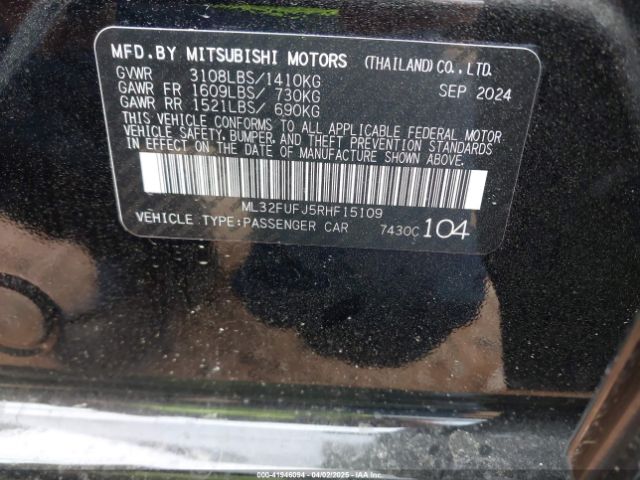 MFD.BY MITSUBISHI MOTORS (THAILAND)CO.,LTD.
GVWR 3108LBS/1410KG SEP 2024
GAWR FR 1609LBS/ 730KG
GAWR RR 1521LBS/ 690KG
THIS VEHICLE CONFORMS TO ALL APPLICABLE FEDERAL MOTOR
VEHICLE SAFETY, BUMPER, AND THEFT PREVENTION STANDARDS
IN EFFECT ON THE DATE OF MANUFACTURE SHOWN ABOVE.
ML32FUFJ5RHF15109
VEHICLE TYPE:PASSENGER CAR 7430C 104
000-41946094 - 04/02/2025 - IAAI.COM